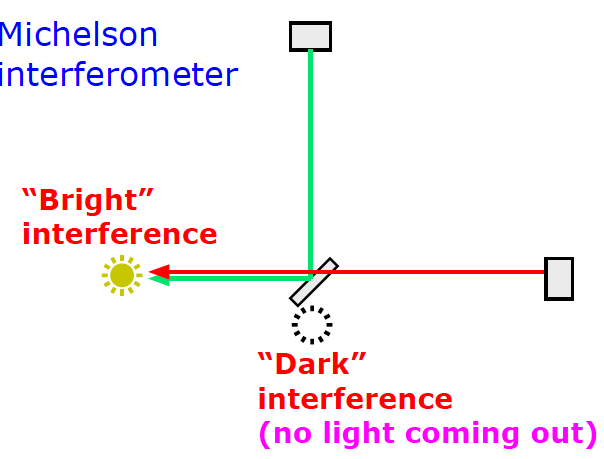 Michelson
interferometer
“Bright”
interference
“Dark”
interference
(no light coming out)